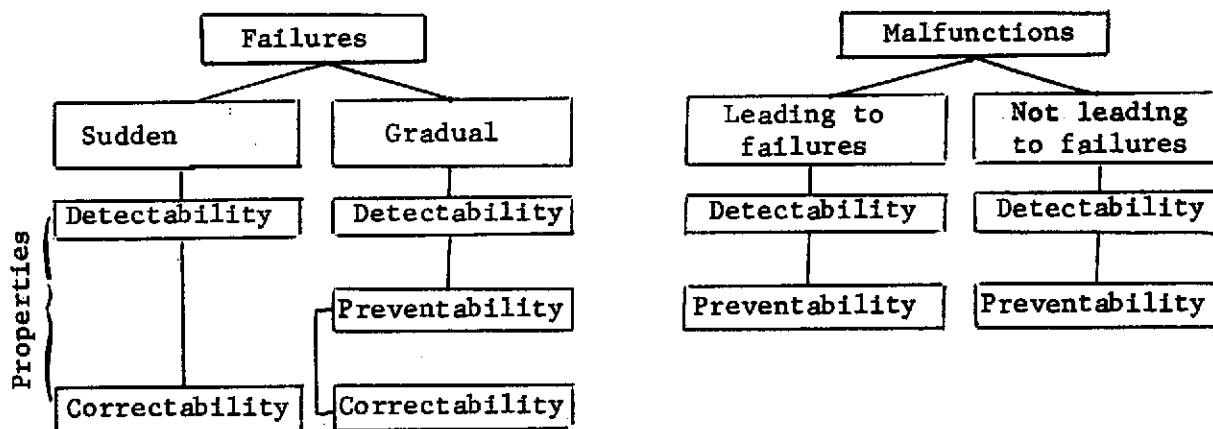 Failures
Malfunctions
Sudden
Gradual
Leading to
failures
Not leading
to failures
Detectability
Detectability
Detectability
Detectability
Properties
Preventability
Preventability
Preventability
Correctability
Correctability